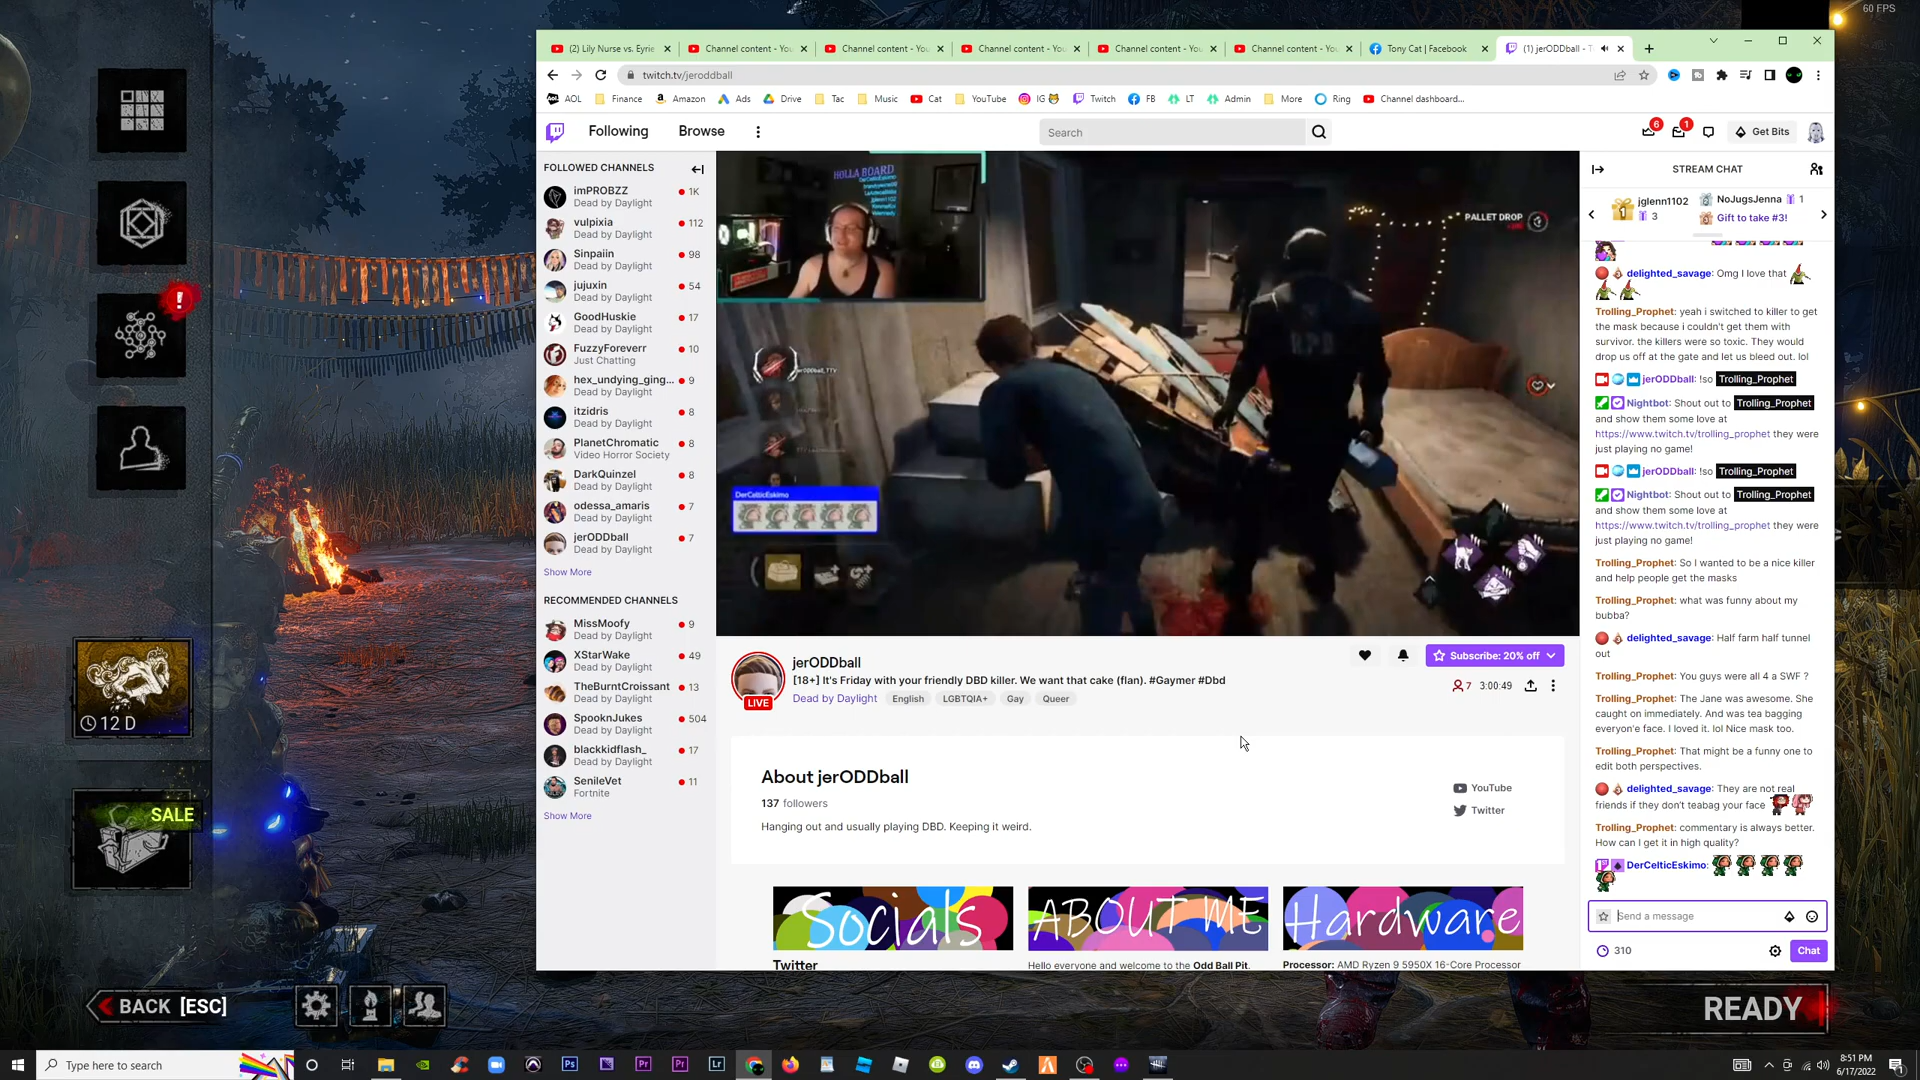 60 FPS
(2) Lily Nurse vs. Eyrie
Channel content - You
Channel content - You
Channel content - You
Channel content - You
Channel content - You
Tony Cat | Facebook
(1) jerODDball - T
twitch.tv/jeroddball
AOL
Finance
Amazon
Ads
Drive
Tac
Music
Cat
YouTube
IG
Twitch
FB
LT
Admin
More
Ring
Channel dashboard...
Following
Browse
Search
6
1
Get Bits
FOLLOWED CHANNELS
imPROBZZ
1K
Dead by Daylight
vulpixia
112
Dead by Daylight
Sinpaiin
98
Dead by Daylight
jujuxin
54
Dead by Daylight
GoodHuskie
17
Dead by Daylight
FuzzyForeverr
10
Just Chatting
hex_undying_ging...
9
Dead by Daylight
itzidris
8
Dead by Daylight
PlanetChromatic
8
Video Horror Society
DarkQuinzel
8
Dead by Daylight
odessa_amaris
7
Dead by Daylight
jerODDball
7
Dead by Daylight
Show More
RECOMMENDED CHANNELS
MissMoofy
9
Dead by Daylight
XStarWake
49
Dead by Daylight
TheBurntCroissant
13
Dead by Daylight
SpooknJukes
504
Dead by Daylight
blackkidflash_
17
Dead by Daylight
SenileVet
11
Fortnite
Show More
HOLLA BOARD
PALLET DROP
R.P.D
DerCelticEskimo
jerODDball
LIVE
[18+] It's Friday with your friendly DBD killer. We want that cake (flan). #Gaymer #Dbd
Dead by Daylight
English
LGBTQIA+
Gay
Queer
Subscribe: 20% off
7
3:00:49
About jerODDball
137 followers
Hanging out and usually playing DBD. Keeping it weird.
YouTube
Twitter
Socials
ABOUT ME
Hardware
Twitter
Hello everyone and welcome to the Odd Ball Pit.
Processor: AMD Ryzen 9 5950X 16-Core Processor
STREAM CHAT
1
jglenn1102
3
NoJugsJenna
1
Gift to take #3!
delighted_savage: Omg I love that
Trolling_Prophet: yeah i switched to killer to get
the mask because i couldn't get them with
survivor. the killers were so toxic. They would
drop us off at the gate and let us bleed out. lol
jerODDball: !so Trolling_Prophet
Nightbot: Shout out to Trolling_Prophet
and show them some love at
https://www.twitch.tv/trolling_prophet they were
just playing no game!
jerODDball: !so Trolling_Prophet
Nightbot: Shout out to Trolling_Prophet
and show them some love at
https://www.twitch.tv/trolling_prophet they were
just playing no game!
Trolling_Prophet: So I wanted to be a nice killer
and help people get the masks
Trolling_Prophet: what was funny about my
bubba?
delighted_savage: Half farm half tunnel
out
Trolling_Prophet: You guys were all 4 a SWF ?
Trolling_Prophet: The Jane was awesome. She
caught on immediately. And was tea bagging
everyon'e face. I loved it. lol Nice mask too.
Trolling_Prophet: That might be a funny one to
edit both perspectives.
delighted_savage: They are not real
friends if they don't teabag your face
Trolling_Prophet: commentary is always better.
How can I get it in high quality?
DerCelticEskimo:
Send a message
310
Chat
12 D
SALE
BACK [ESC]
READY
Type here to search
8:51 PM
6/17/2022
1